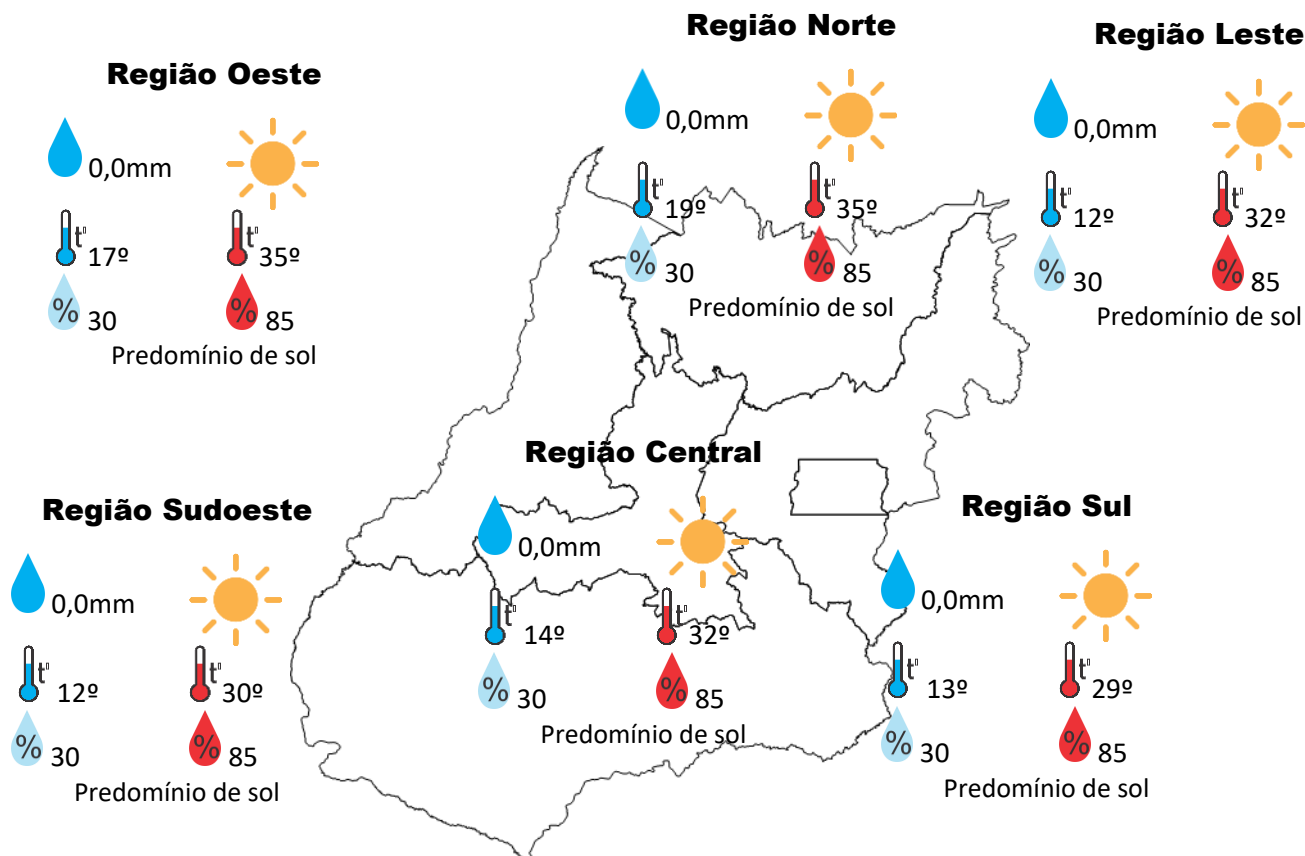 Região Norte
0,0mm
t°
19º
t°
35º
%
30
%
85
Predomínio de sol
Região Leste
0,0mm
t°
12º
t°
32º
%
30
%
85
Predomínio de sol
Região Oeste
0,0mm
t°
17º
t°
35º
%
30
%
85
Predomínio de sol
Região Central
0,0mm
t°
14º
t°
32º
%
30
%
85
Predomínio de sol
Região Sudoeste
0,0mm
t°
12º
t°
30º
%
30
%
85
Predomínio de sol
Região Sul
0,0mm
t°
13º
t°
29º
%
30
%
85
Predomínio de sol